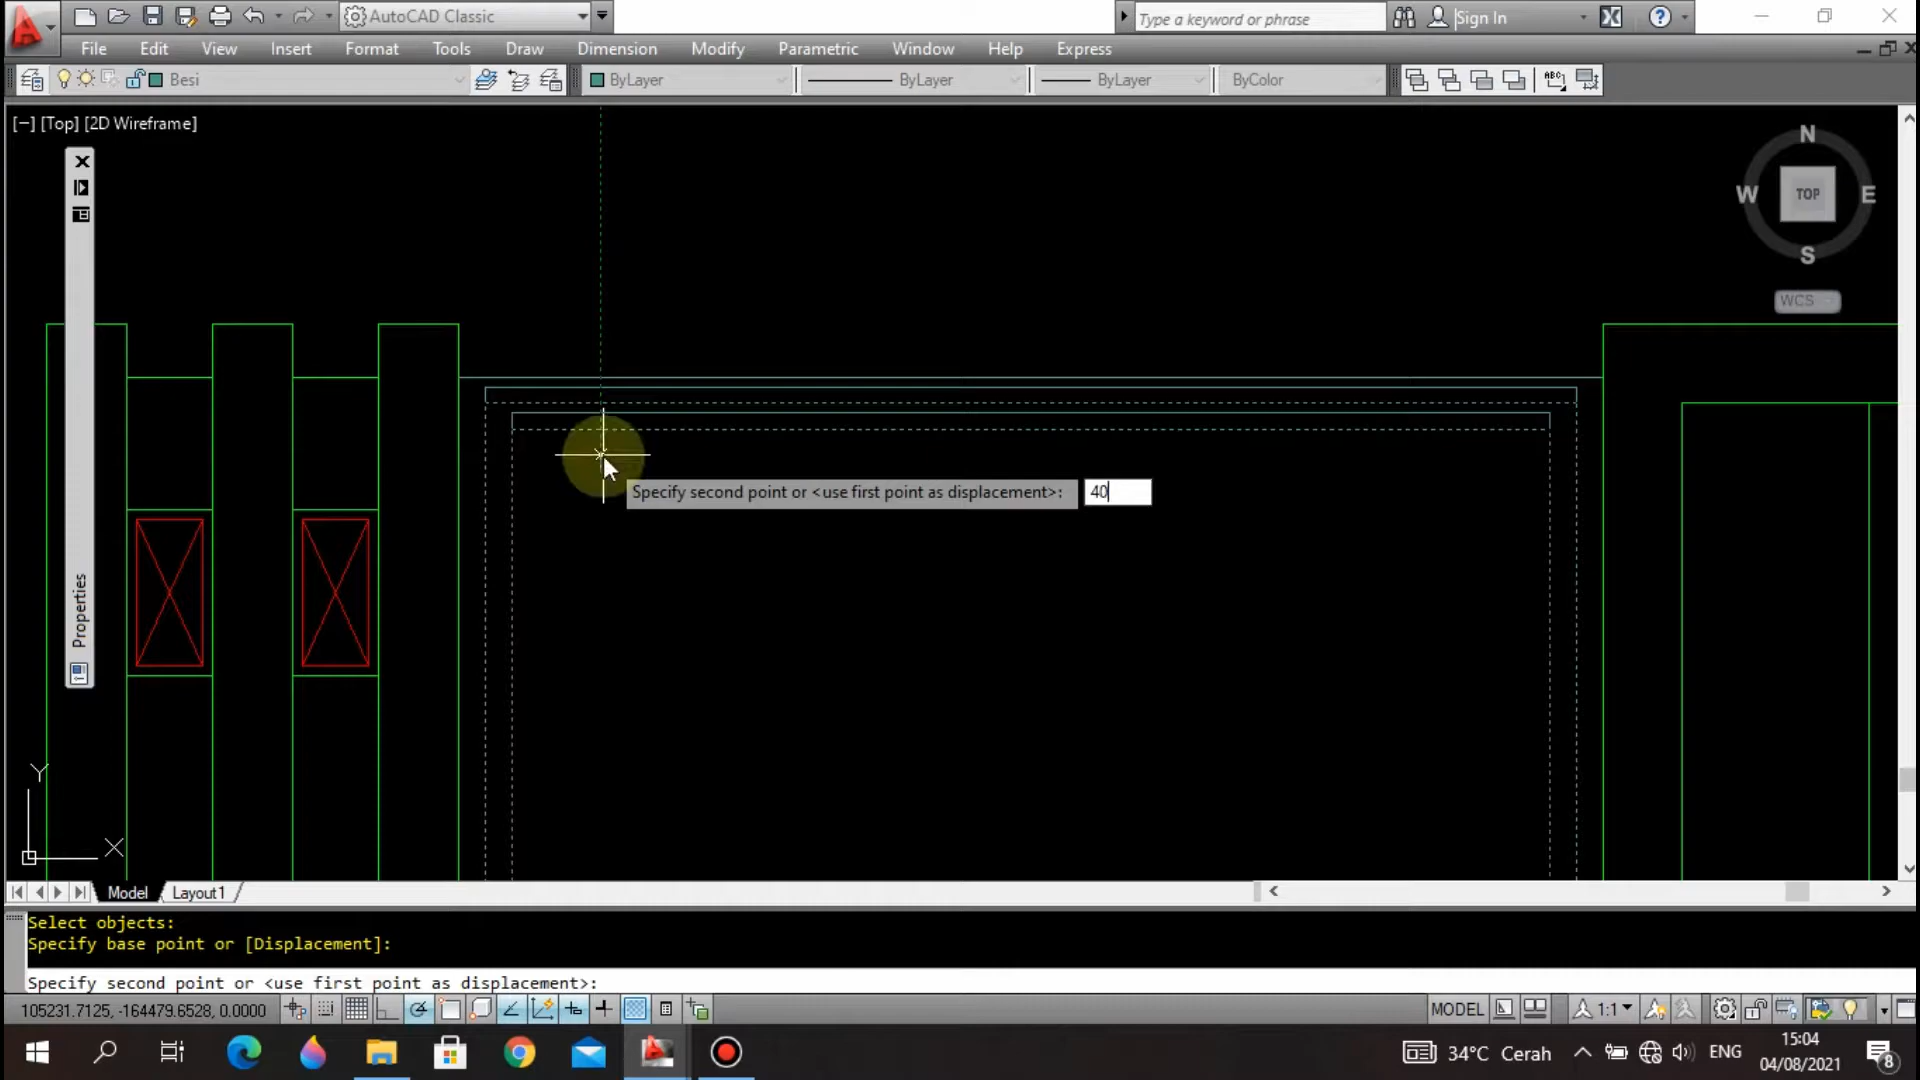 AutoCAD Classic
Type a keyword or phrase
Sign In
File Edit View Insert Format Tools Draw Dimension Modify Parametric Window Help Express
Besi
ByLayer
ByLayer
ByLayer
ByColor
ABC
[−] [Top] [2D Wireframe]
N
W TOP E
S
WCS
Specify second point or <use first point as displacement>: 40
Properties
Y
X
Model Layout1
Select objects:
Specify base point or [Displacement]:
Specify second point or <use first point as displacement>:
105231.7125, -164479.6528, 0.0000
MODEL
1:1
34°C Cerah
ENG
15:04
04/08/2021
8